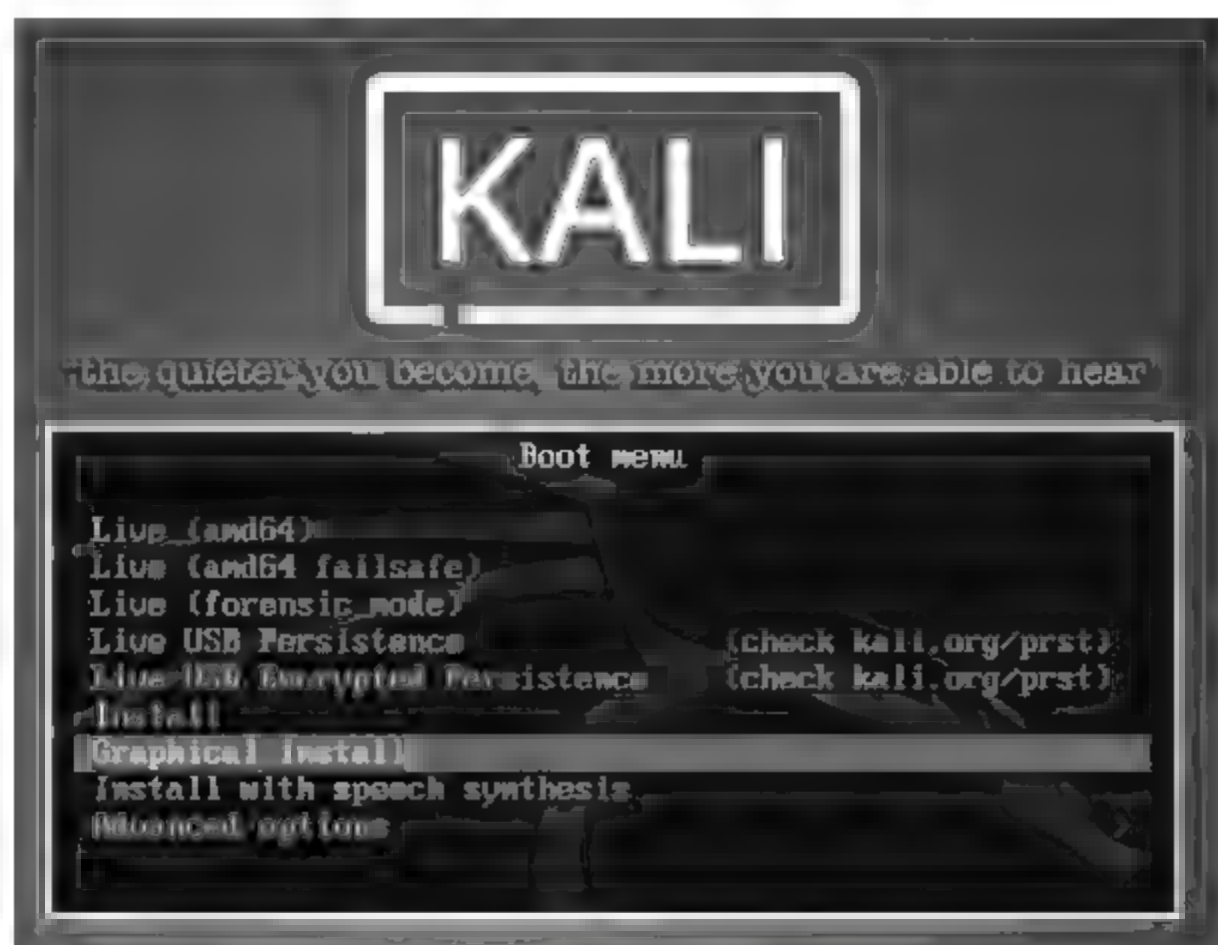 KALI
"the quieter you become, the more you are able to hear"
Boot menu
Live (amd64)
Live (amd64 failsafe)
Live (forensic mode)
Live USB Persistence (check kali.org/prst)
Live USB Encrypted Persistence (check kali.org/prst)
Install
Graphical install
Install with speech synthesis
Advanced options